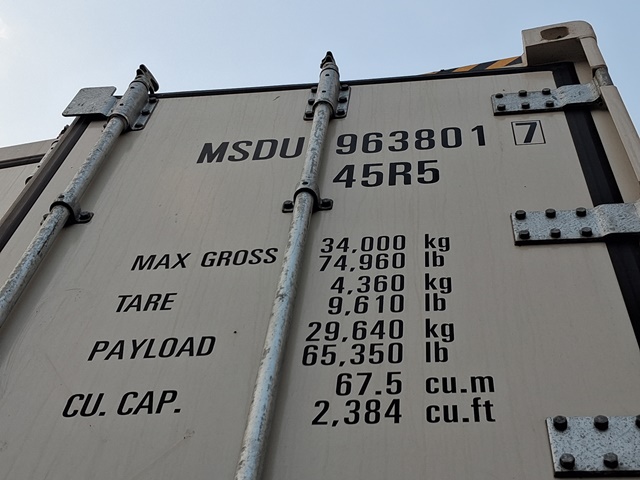 MSDU 963801 7
45R5
MAX GROSS 34,000 kg
74,960 lb
TARE 4,360 kg
9,610 lb
PAYLOAD 29,640 kg
65,350 lb
CU. CAP. 67.5 cu.m
2,384 cu.ft